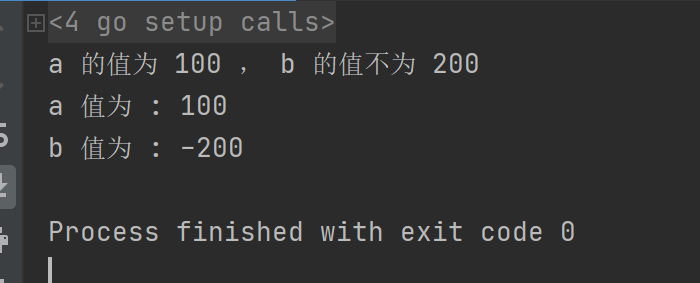 <4 go setup calls>
a 的值为 100 ， b 的值不为 200
a 值为 : 100
b 值为 : -200
Process finished with exit code 0